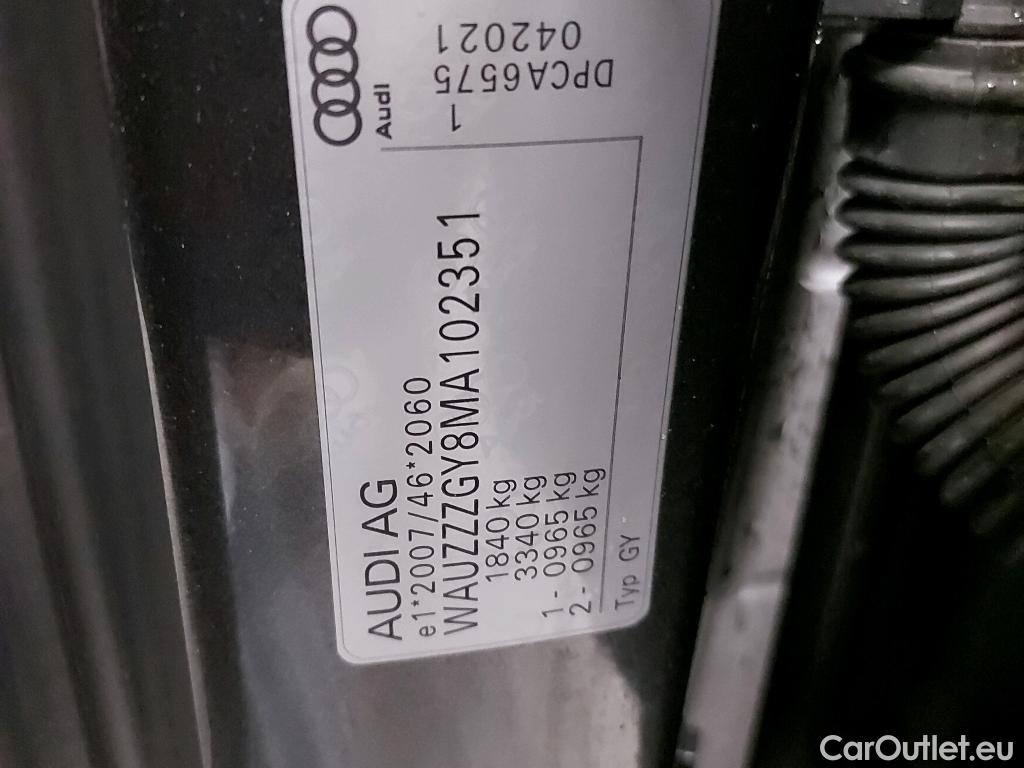 AUDI AG
e1*2007/46*2060
WAUZZZGY8MA102351
1840 kg
3340 kg
1 - 0965 kg
2 - 0965 kg
Typ GY
Audi
1
DPCA6575
042021
CarOutlet.eu